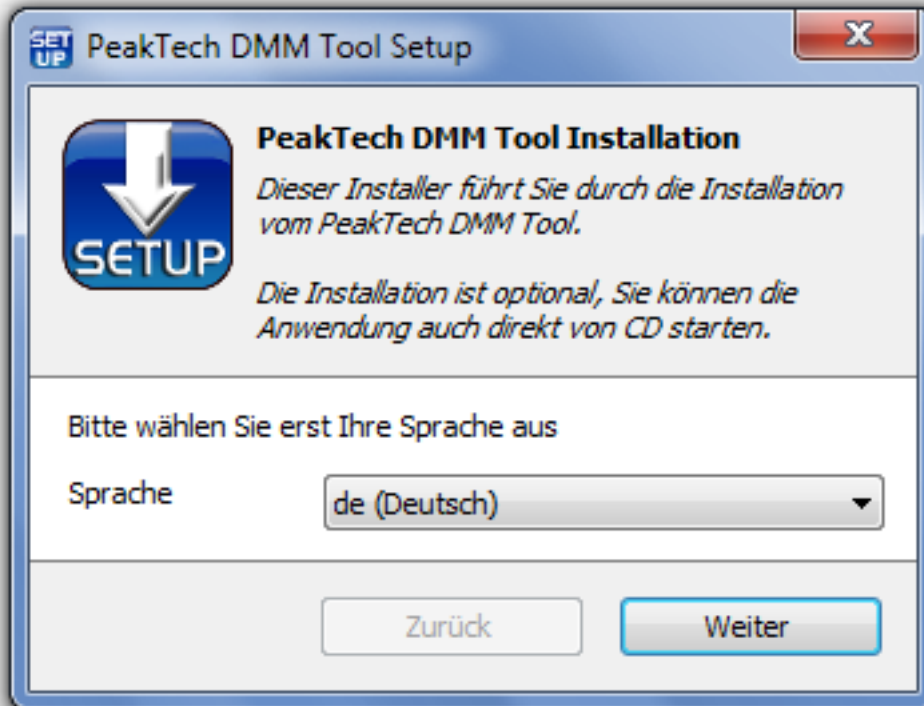 SET
UP
PeakTech DMM Tool Setup
SETUP
PeakTech DMM Tool Installation
Dieser Installer führt Sie durch die Installation
vom PeakTech DMM Tool.
Die Installation ist optional, Sie können die
Anwendung auch direkt von CD starten.
Bitte wählen Sie erst Ihre Sprache aus
Sprache
de (Deutsch)
Zurück
Weiter